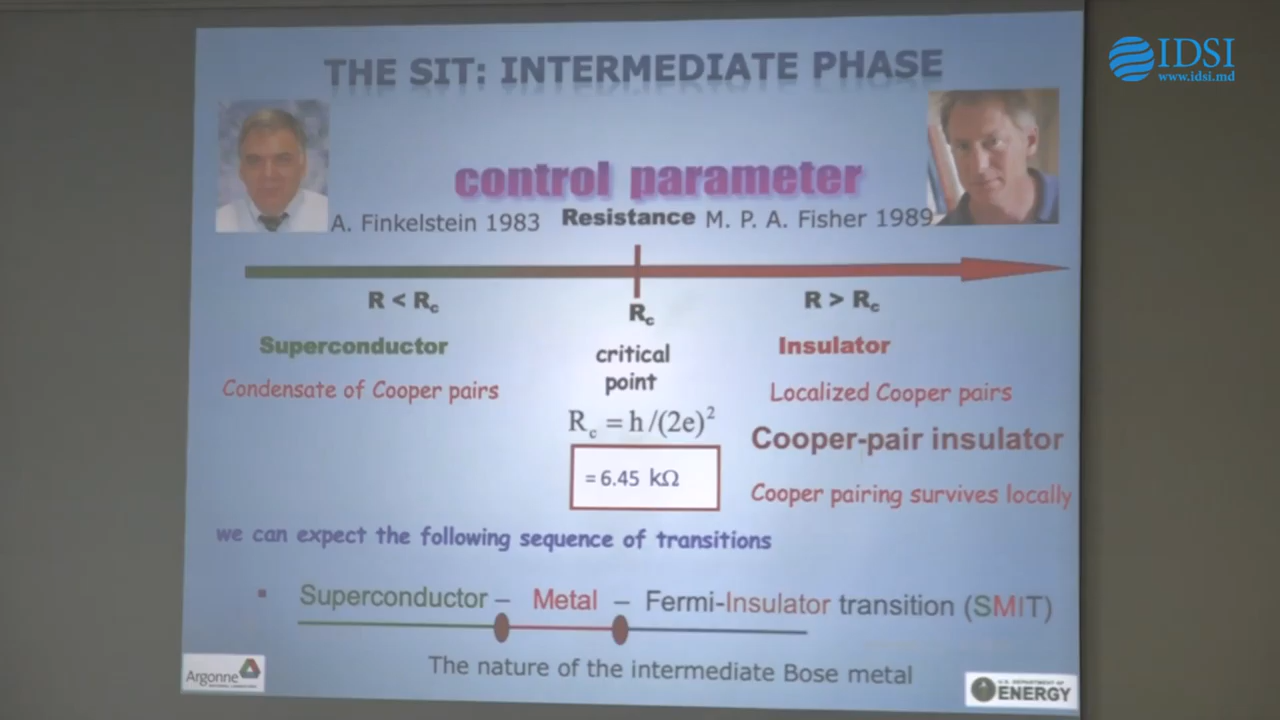 IDSI
www.idsi.md
THE SIT: INTERMEDIATE PHASE
control parameter
A. Finkelstein 1983 Resistance M. P. A. Fisher 1989
R < Rc Rc R > Rc
Superconductor critical point Insulator
Condensate of Cooper pairs Localized Cooper pairs
Rc = h/(2e)²
Cooper-pair insulator
= 6.45 kΩ
Cooper pairing survives locally
we can expect the following sequence of transitions
▪ Superconductor – Metal – Fermi-Insulator transition (SMIT)
The nature of the intermediate Bose metal
Argonne
U.S. DEPARTMENT OF
ENERGY